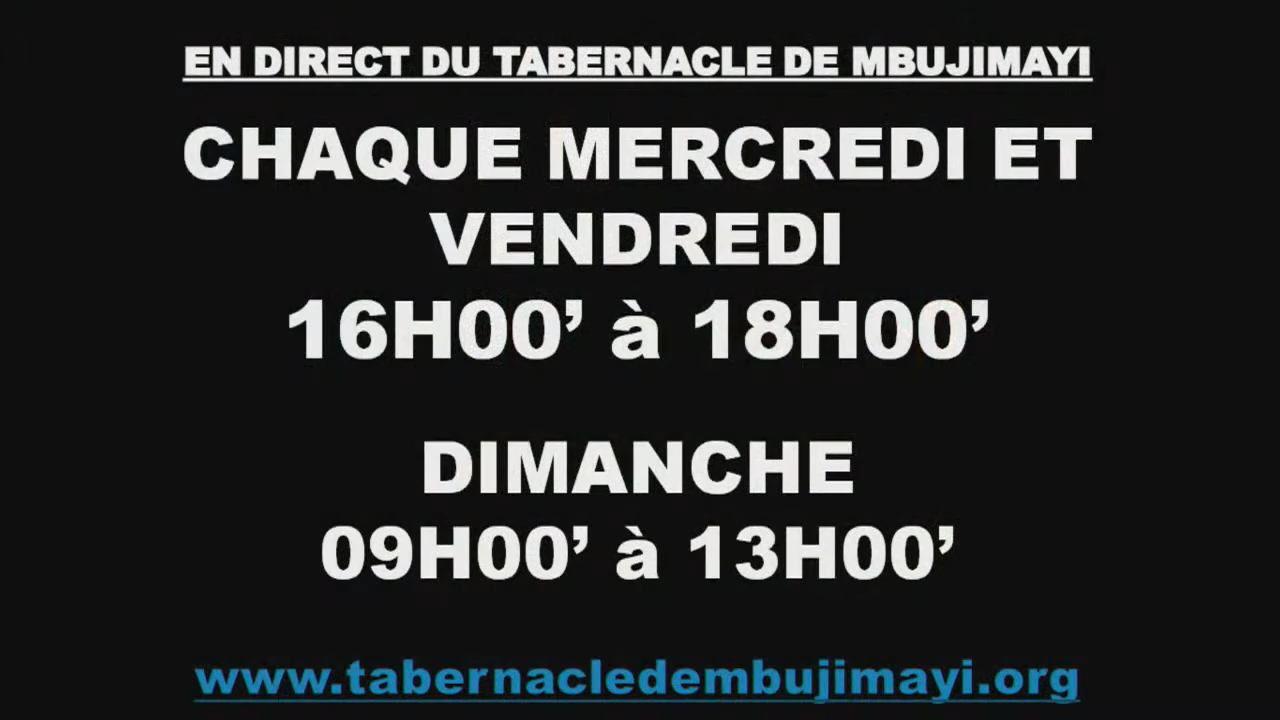 EN DIRECT DU TABERNACLE DE MBUJIMAYI
CHAQUE MERCREDI ET
VENDREDI
16H00’ à 18H00’
DIMANCHE
09H00’ à 13H00’
www.tabernacledembujimayi.org